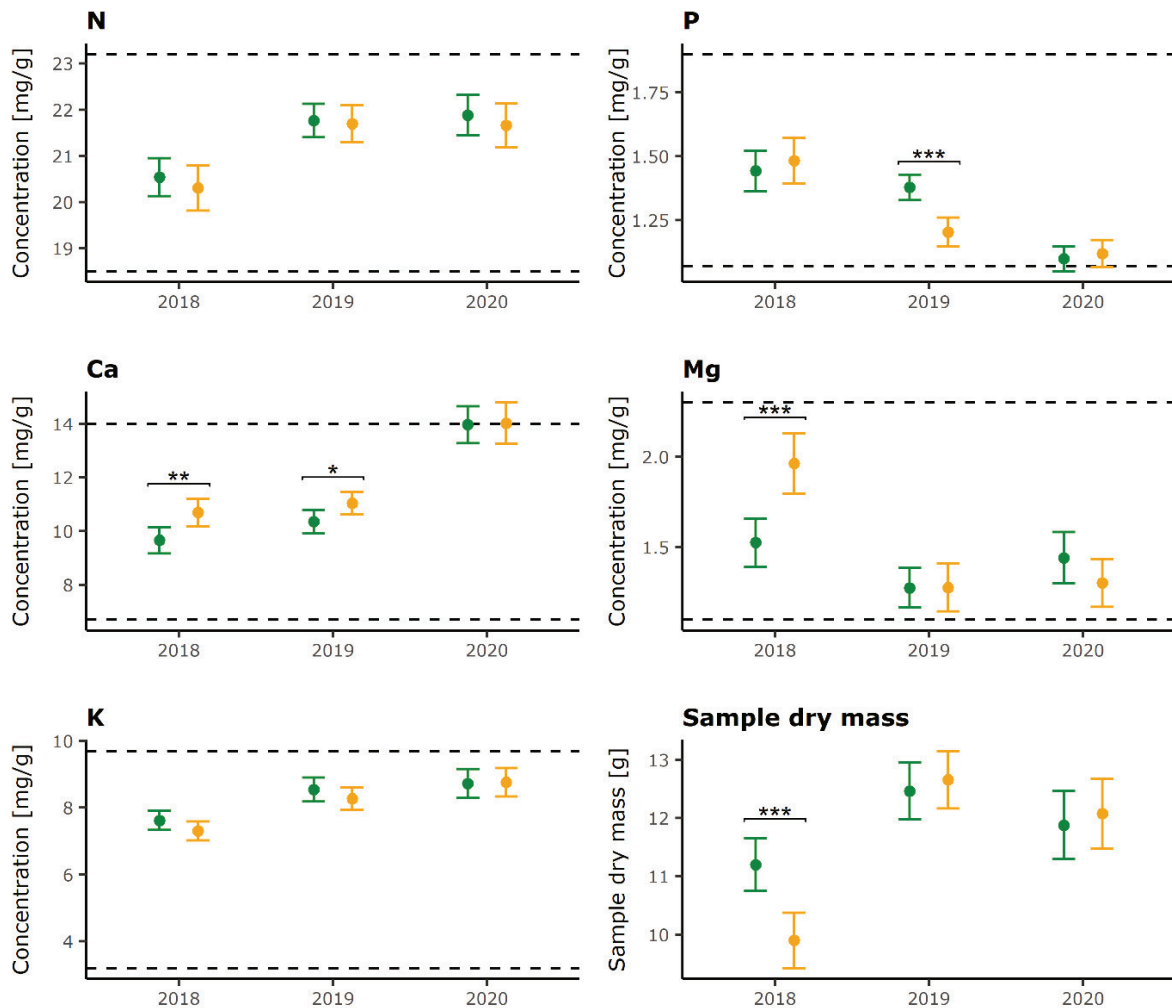 N
Concentration [mg/g]
23
22
21
20
19
2018 2019 2020
P
Concentration [mg/g]
1.75
1.50
1.25
***
2018 2019 2020
Ca
Concentration [mg/g]
14
12
10
8
** *
2018 2019 2020
Mg
Concentration [mg/g]
2.0
1.5
***
2018 2019 2020
K
Concentration [mg/g]
10
8
6
4
2018 2019 2020
Sample dry mass
Sample dry mass [g]
13
12
11
10
***
2018 2019 2020